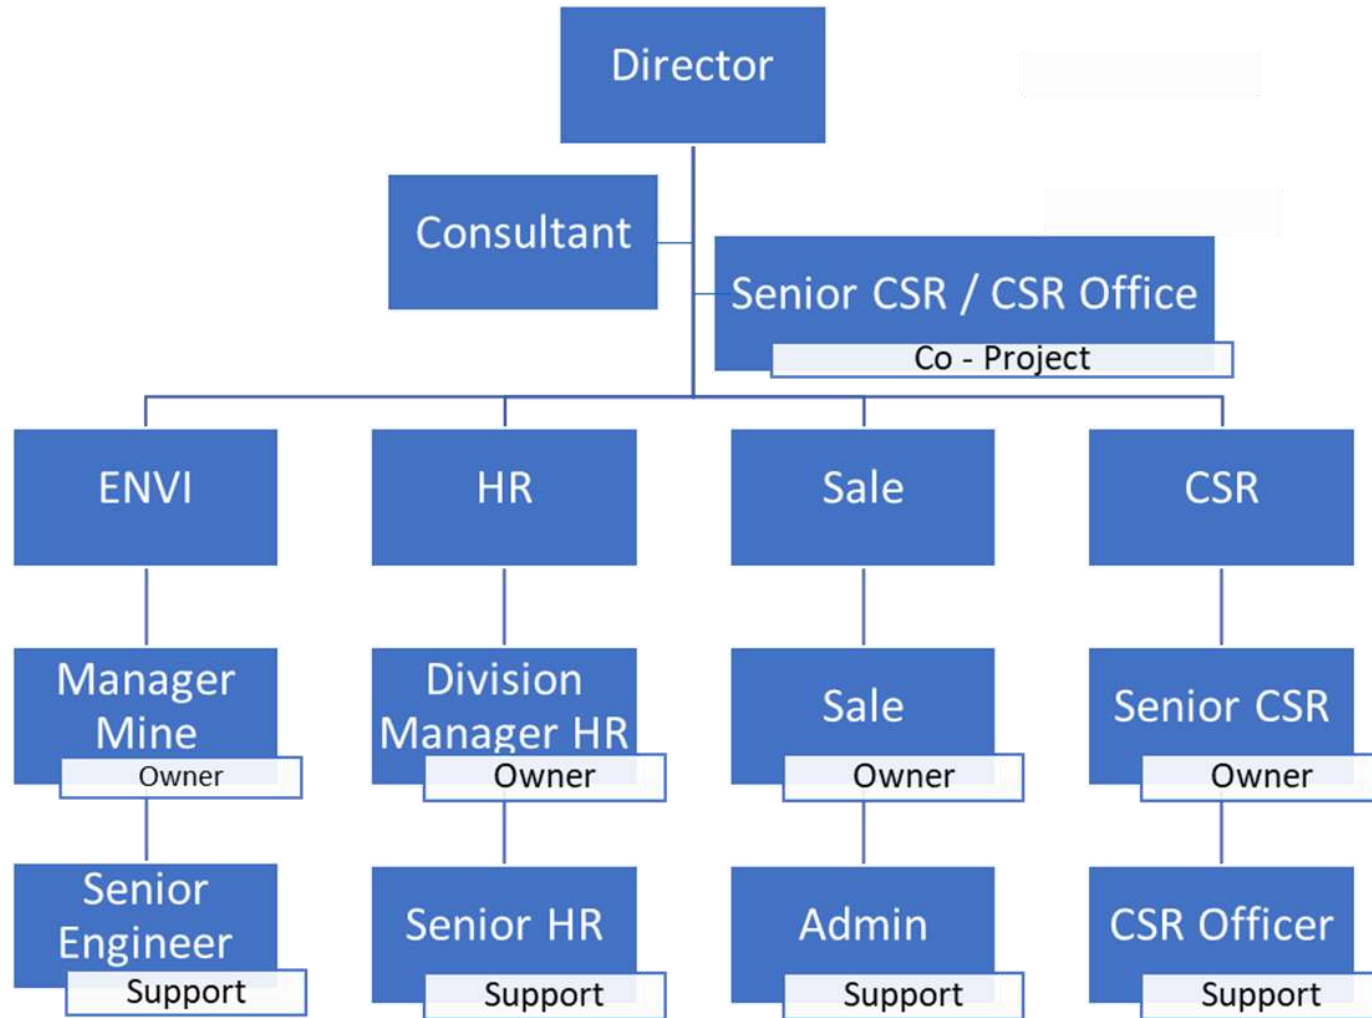 Director
Consultant
Senior CSR / CSR Office
Co - Project
ENVI
HR
Sale
CSR
Manager
Mine
Owner
Division
Manager HR
Owner
Sale
Owner
Senior CSR
Owner
Senior
Engineer
Support
Senior HR
Support
Admin
Support
CSR Officer
Support